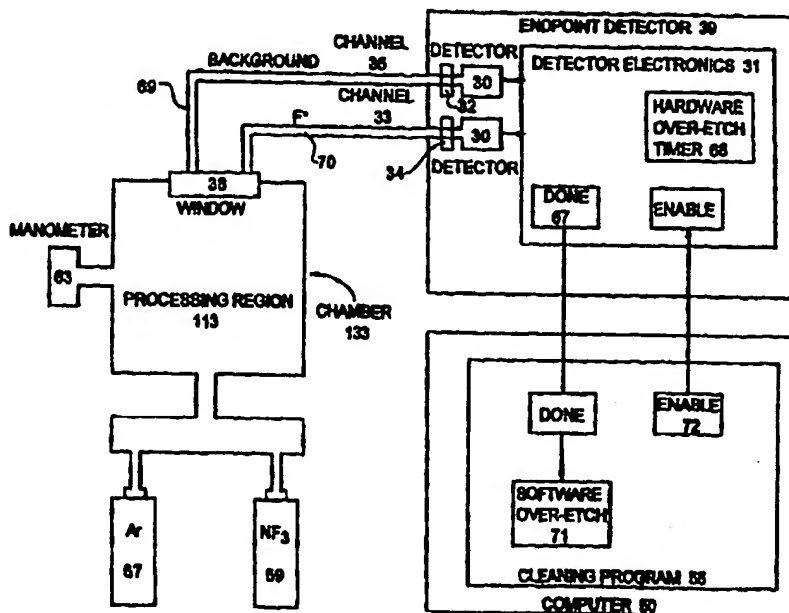 ENDPOINT DETECTOR 39
CHANNEL
35
BACKGROUND
DETECTOR
30
DETECTOR ELECTRONICS 31
69
CHANNEL
33
32
HARDWARE
OVER-ETCH
TIMER 68
F*
70
30
34
DETECTOR
38
WINDOW
DONE
67
ENABLE
MANOMETER
63
PROCESSING REGION
113
CHAMBER
133
DONE
ENABLE
72
SOFTWARE
OVER-ETCH
71
Ar
57
NF3
59
CLEANING PROGRAM 55
COMPUTER 50